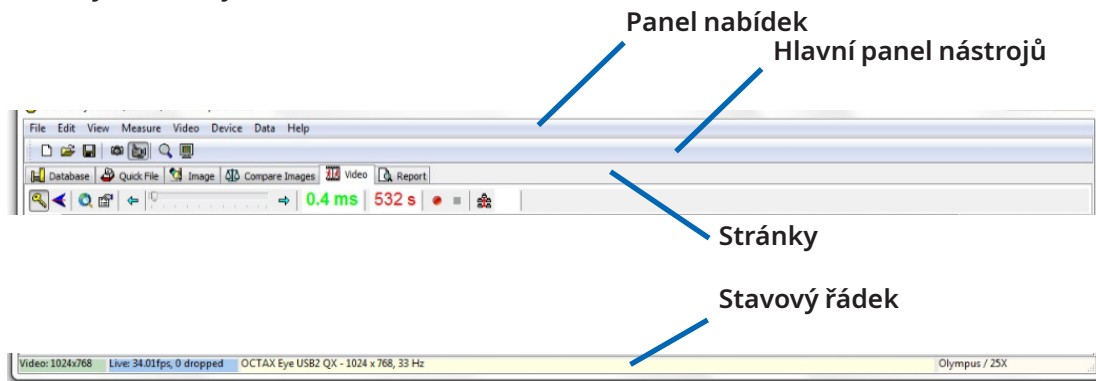 Panel nabídek
Hlavní panel nástrojů
File Edit View Measure Video Device Data Help
Database Quick File Image Compare Images Video Report
0.4 ms 532 s
Stránky
Stavový řádek
Video: 1024x768 Live: 34.01fps, 0 dropped OCTAX Eye USB2 QX - 1024 x 768, 33 Hz Olympus / 25X